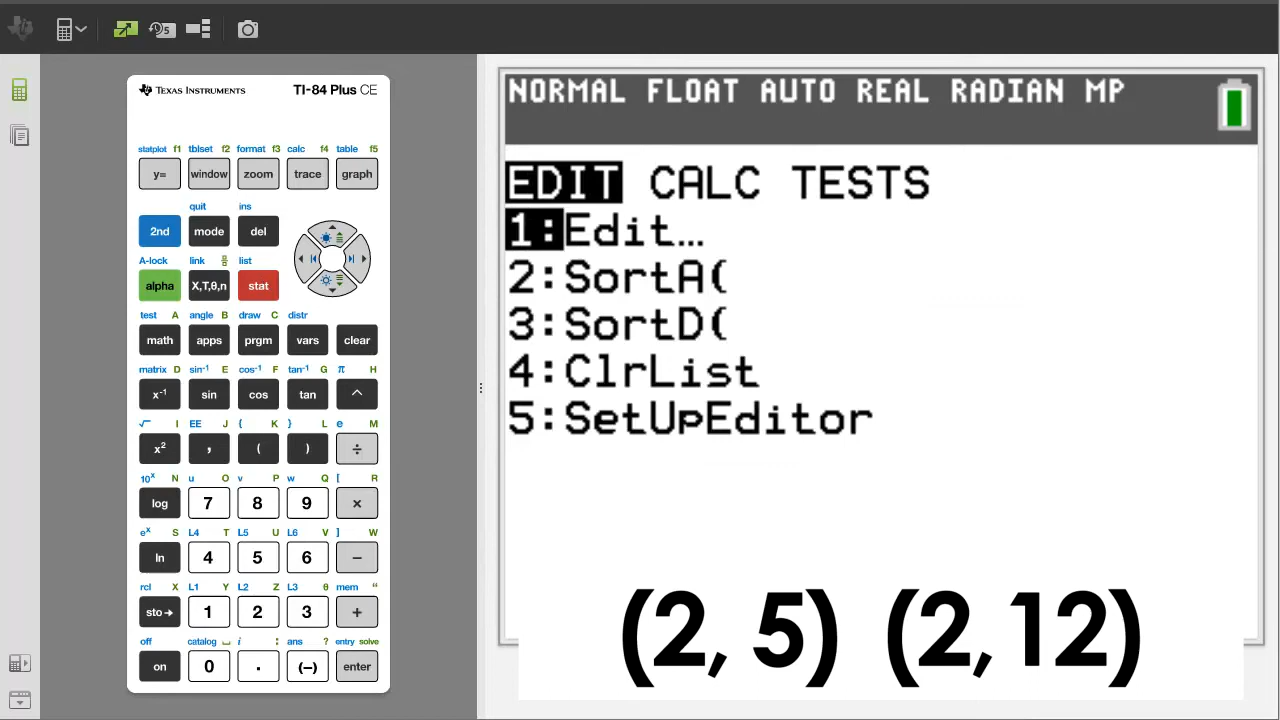 5
TEXAS INSTRUMENTS TI-84 Plus CE
statplot f1 tblset f2 format f3 calc f4 table f5
y= window zoom trace graph
quit ins
2nd mode del
A-lock link list
alpha X,T,θ,n stat
test A angle B draw C distr
math apps prgm vars clear
matrix D sin⁻¹ E cos⁻¹ F tan⁻¹ G π H
x⁻¹ sin cos tan ^
√ I EE J { K } L e M
x² , ( ) ÷
10ˣ N u O v P w Q [ R
log 7 8 9 ×
eˣ S L4 T L5 U L6 V ] W
ln 4 5 6 −
rcl X L1 Y L2 Z L3 θ mem “
sto→ 1 2 3 +
off catalog ⎵ i : ans ? entry solve
on 0 . (−) enter
NORMAL FLOAT AUTO REAL RADIAN MP
EDIT CALC TESTS
1:Edit…
2:SortA(
3:SortD(
4:ClrList
5:SetUpEditor
(2, 5) (2, 12)